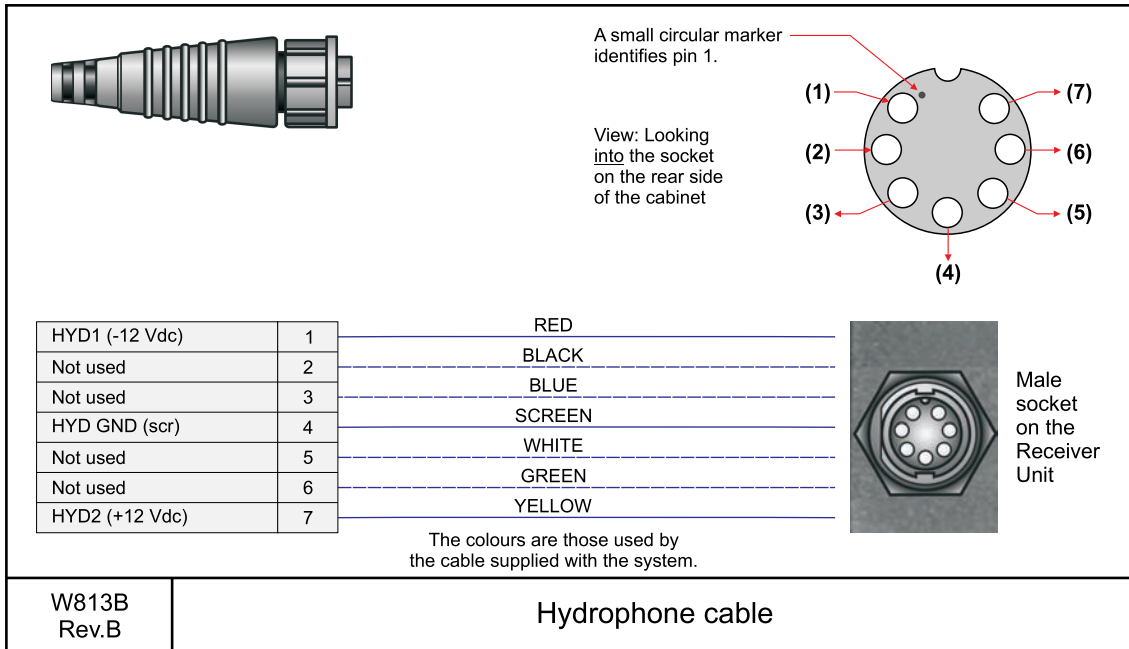 A small circular marker
identifies pin 1.
(1)
(7)
View: Looking
into the socket
on the rear side
of the cabinet
(2)
(6)
(3)
(5)
(4)
HYD1 (-12 Vdc) 1 RED
Not used 2 BLACK
Not used 3 BLUE
HYD GND (scr) 4 SCREEN
Not used 5 WHITE
Not used 6 GREEN
HYD2 (+12 Vdc) 7 YELLOW
Male
socket
on the
Receiver
Unit
The colours are those used by
the cable supplied with the system.
W813B
Rev.B
Hydrophone cable